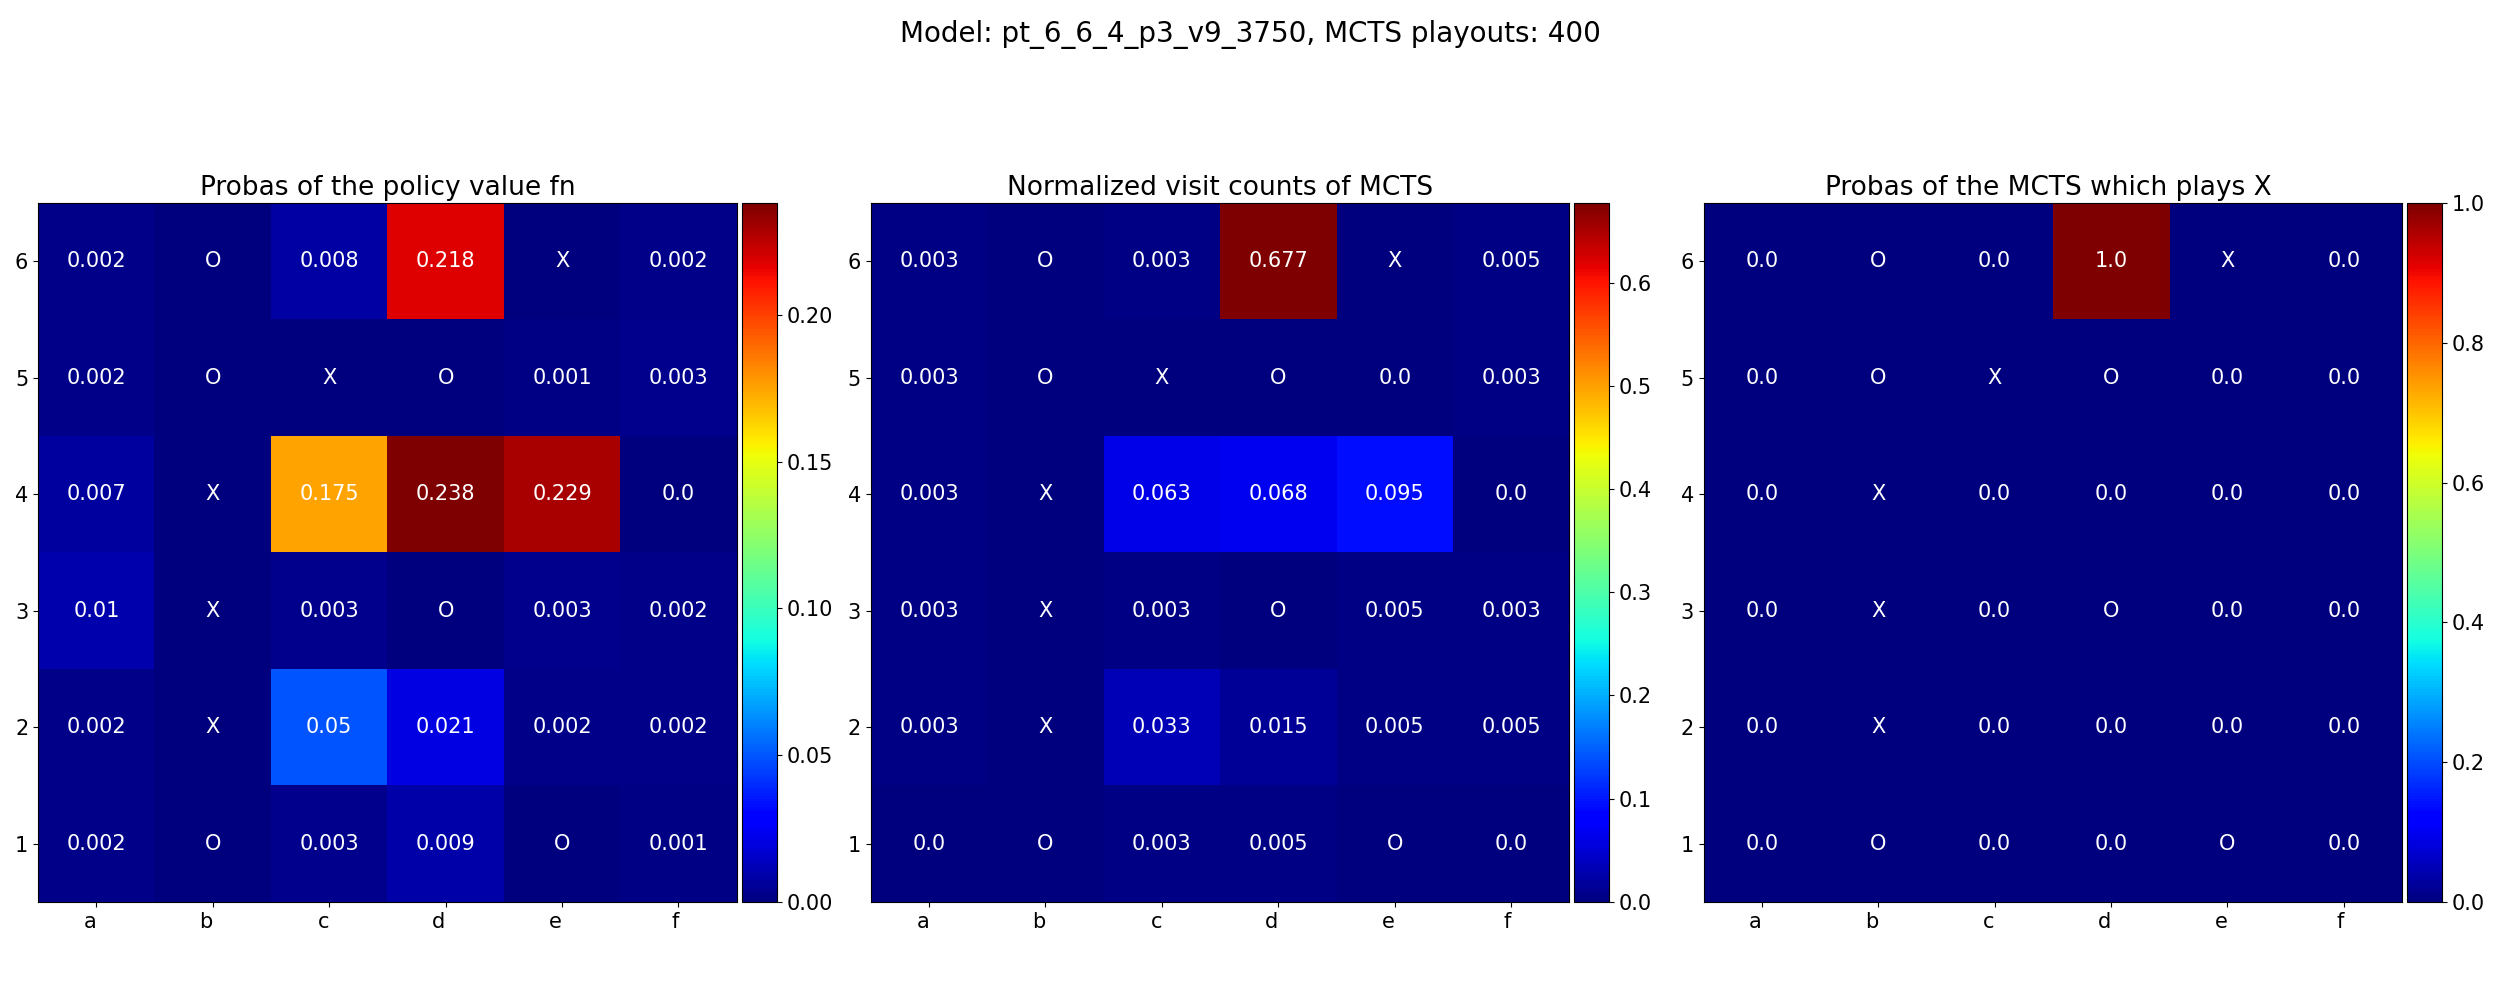 Model: pt_6_6_4_p3_v9_3750, MCTS playouts: 400
Probas of the policy value fn
6 0.002 O 0.008 0.218 X 0.002
5 0.002 O X O 0.001 0.003
4 0.007 X 0.175 0.238 0.229 0.0
3 0.01 X 0.003 O 0.003 0.002
2 0.002 X 0.05 0.021 0.002 0.002
1 0.002 O 0.003 0.009 O 0.001
a b c d e f
0.20
0.15
0.10
0.05
0.00
Normalized visit counts of MCTS
6 0.003 O 0.003 0.677 X 0.005
5 0.003 O X O 0.0 0.003
4 0.003 X 0.063 0.068 0.095 0.0
3 0.003 X 0.003 O 0.005 0.003
2 0.003 X 0.033 0.015 0.005 0.005
1 0.0 O 0.003 0.005 O 0.0
a b c d e f
0.6
0.5
0.4
0.3
0.2
0.1
0.0
Probas of the MCTS which plays X
6 0.0 O 0.0 1.0 X 0.0
5 0.0 O X O 0.0 0.0
4 0.0 X 0.0 0.0 0.0 0.0
3 0.0 X 0.0 O 0.0 0.0
2 0.0 X 0.0 0.0 0.0 0.0
1 0.0 O 0.0 0.0 O 0.0
a b c d e f
1.0
0.8
0.6
0.4
0.2
0.0